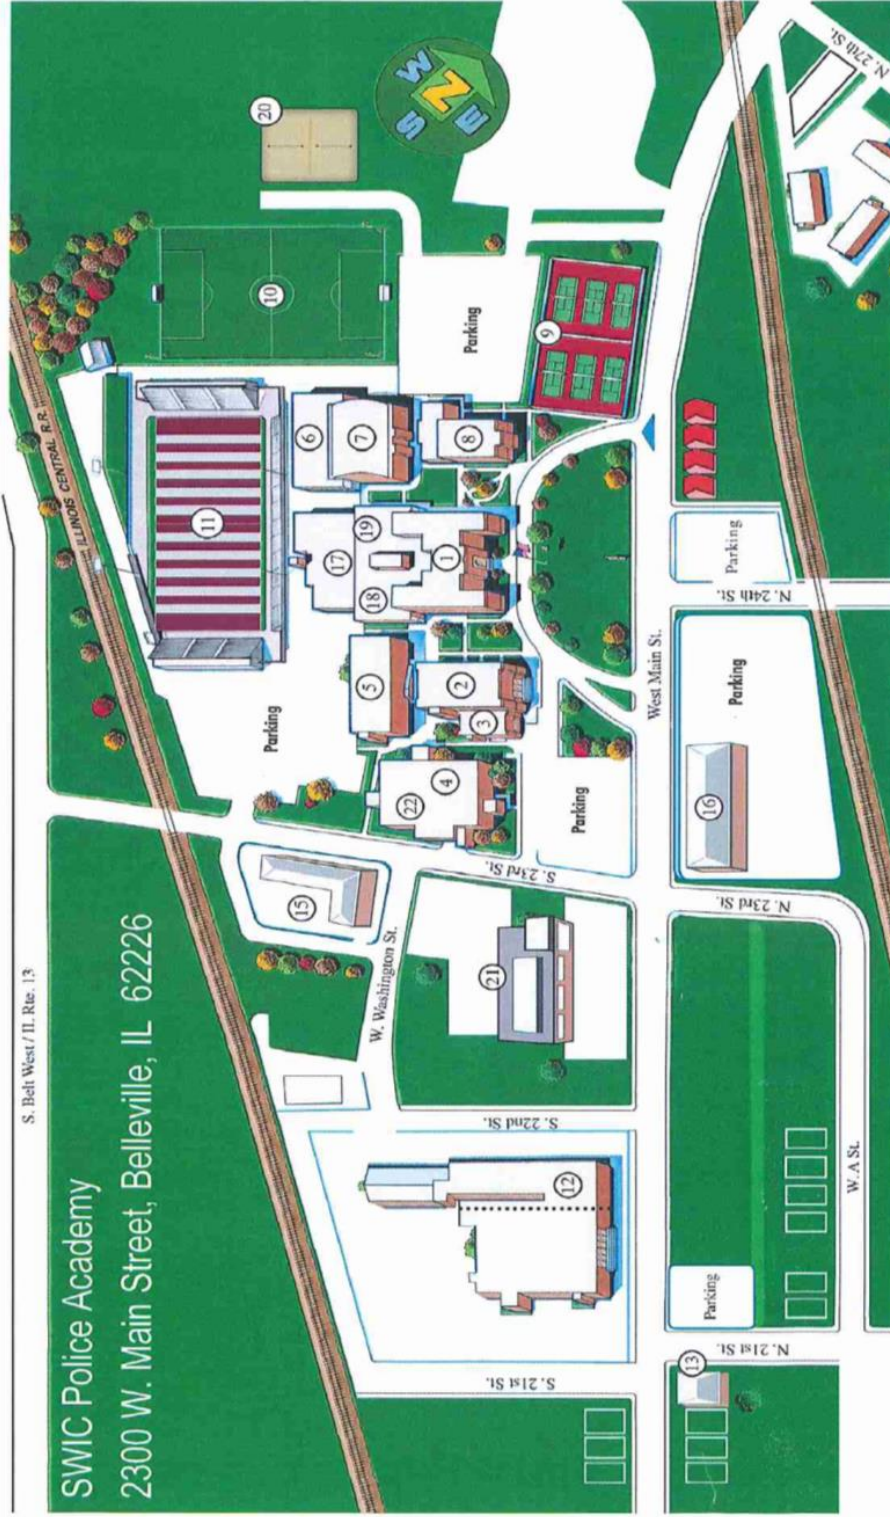 S. Belt West / Il. Rte. 13
SWIC Police Academy
2300 W. Main Street, Belleville, IL 62226
ILLINOIS CENTRAL R.R.
20
S
W
N
E
10
11
6
7
8
9
Parking
17
19
18
1
5
2
3
Parking
22
4
Parking
15
S. 23rd St.
W. Washington St.
21
S. 22nd St.
12
S. 21st St.
West Main St.
Parking
N. 24th St.
Parking
16
N. 23rd St.
W. A St.
Parking
N. 21st St.
13
N. 27th St.